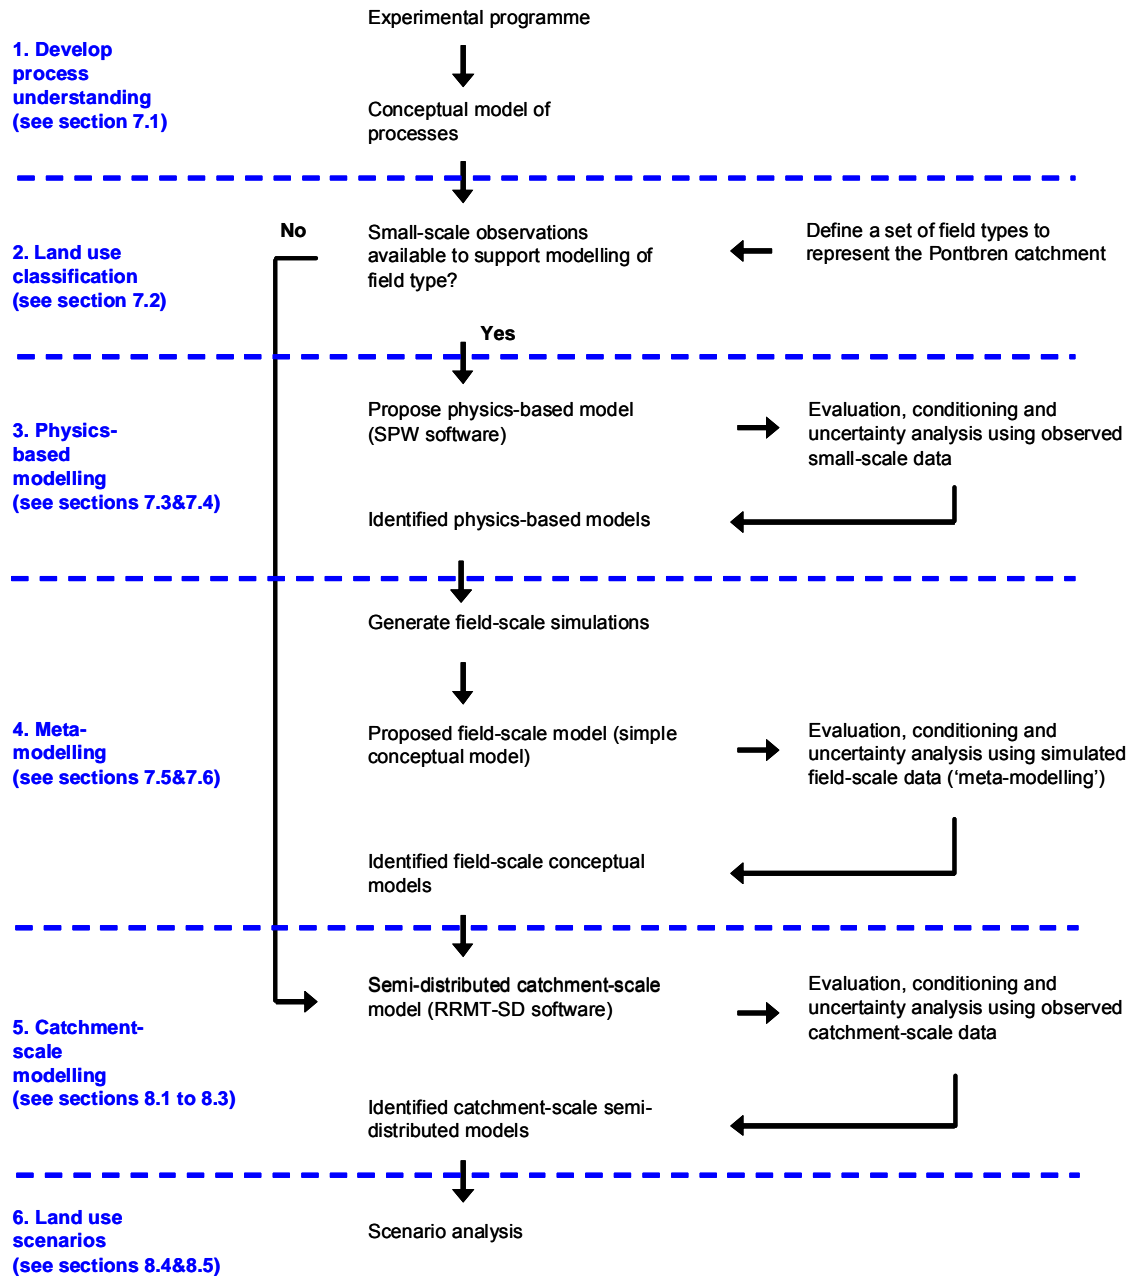 Experimental programme
1. Develop
process
understanding
(see section 7.1)
Conceptual model of
processes
No
Small-scale observations
available to support modelling of
field type?
Define a set of field types to
represent the Pontbren catchment
2. Land use
classification
(see section 7.2)
Yes
3. Physics-
based
modelling
(see sections 7.3&7.4)
Propose physics-based model
(SPW software)
Evaluation, conditioning and
uncertainty analysis using observed
small-scale data
Identified physics-based models
Generate field-scale simulations
4. Meta-
modelling
(see sections 7.5&7.6)
Proposed field-scale model (simple
conceptual model)
Evaluation, conditioning and
uncertainty analysis using simulated
field-scale data (‘meta-modelling’)
Identified field-scale conceptual
models
5. Catchment-
scale
modelling
(see sections 8.1 to 8.3)
Semi-distributed catchment-scale
model (RRMT-SD software)
Evaluation, conditioning and
uncertainty analysis using observed
catchment-scale data
Identified catchment-scale semi-
distributed models
6. Land use
scenarios
(see sections 8.4&8.5)
Scenario analysis